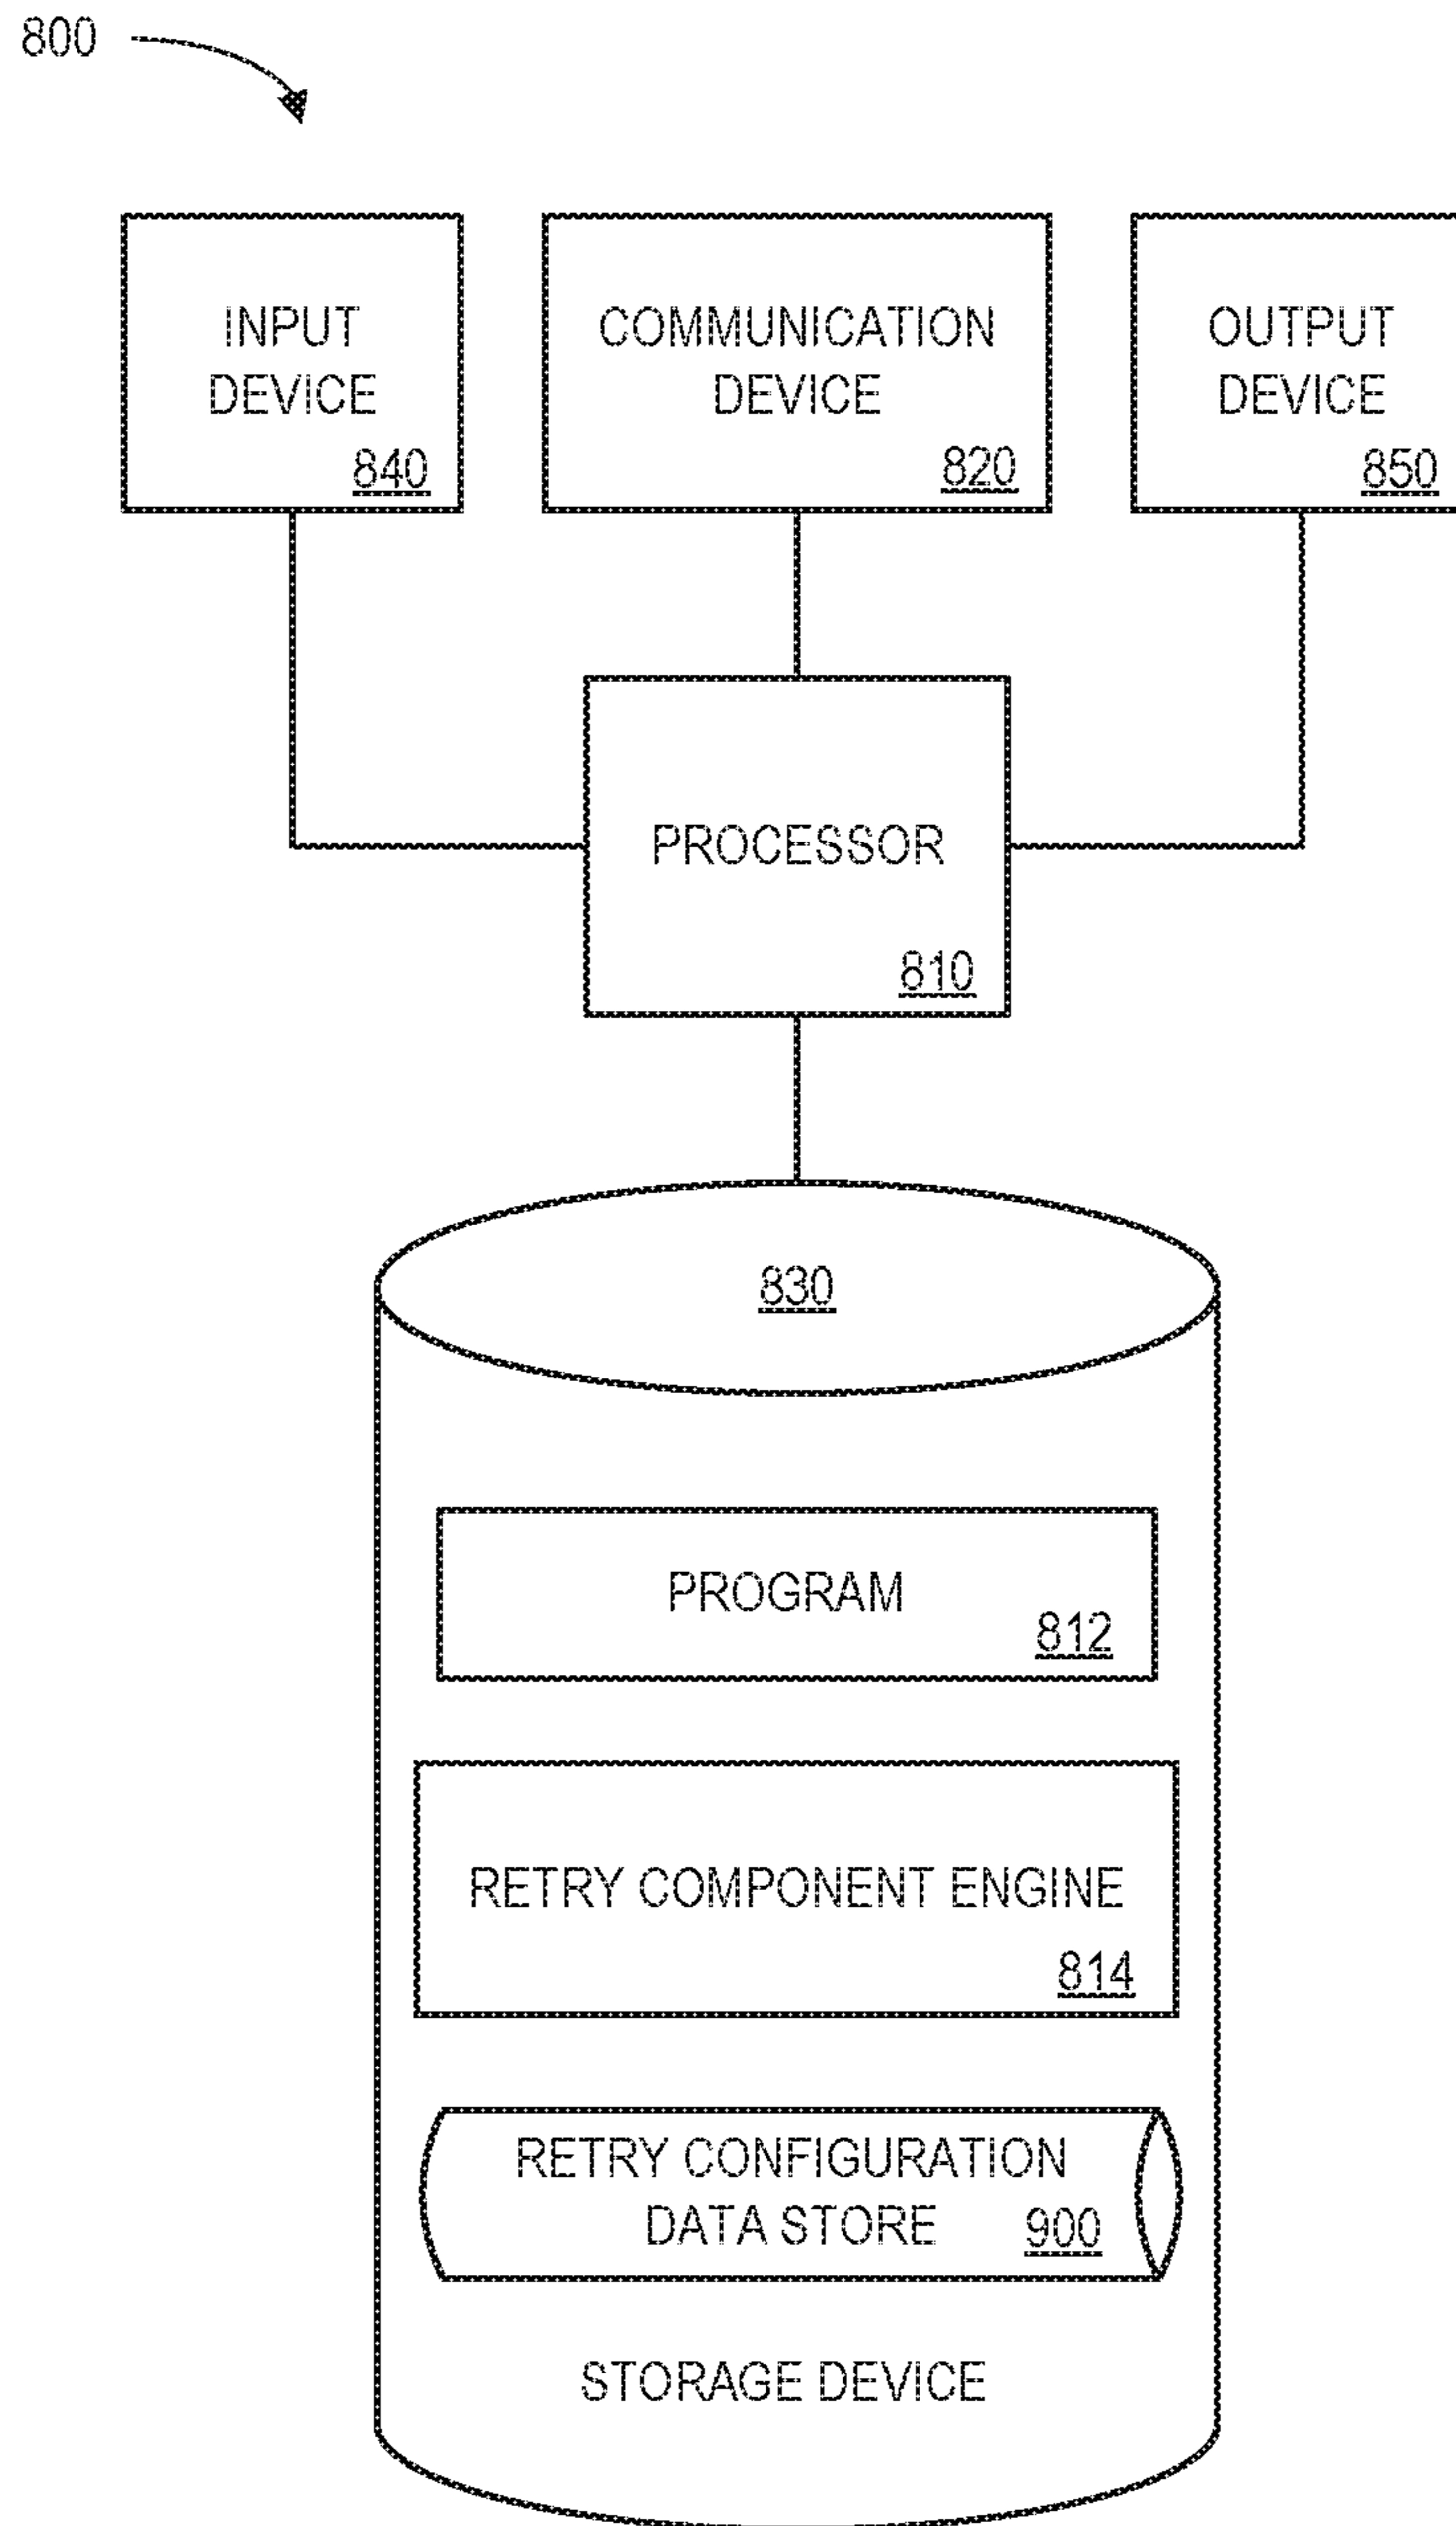 800
INPUT
DEVICE
840
COMMUNICATION
DEVICE
820
OUTPUT
DEVICE
850
PROCESSOR
810
830
PROGRAM
812
RETRY COMPONENT ENGINE
814
RETRY CONFIGURATION
DATA STORE 900
STORAGE DEVICE